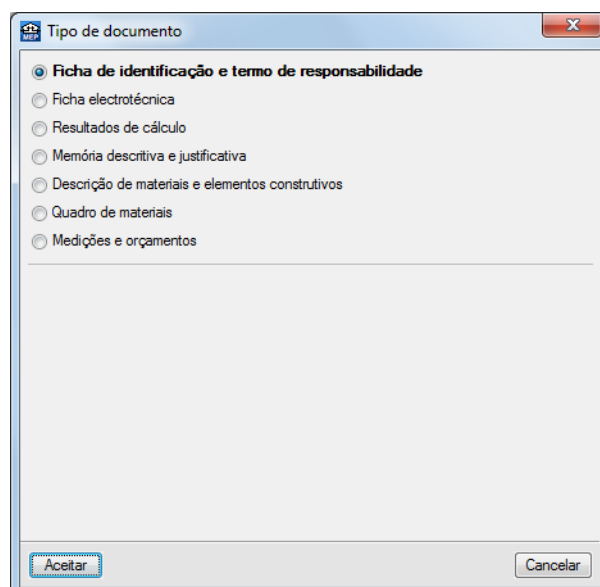 MEP
Tipo de documento
Ficha de identificação e termo de responsabilidade
Ficha electrotécnica
Resultados de cálculo
Memória descritiva e justificativa
Descrição de materiais e elementos construtivos
Quadro de materiais
Medições e orçamentos
Aceitar
Cancelar